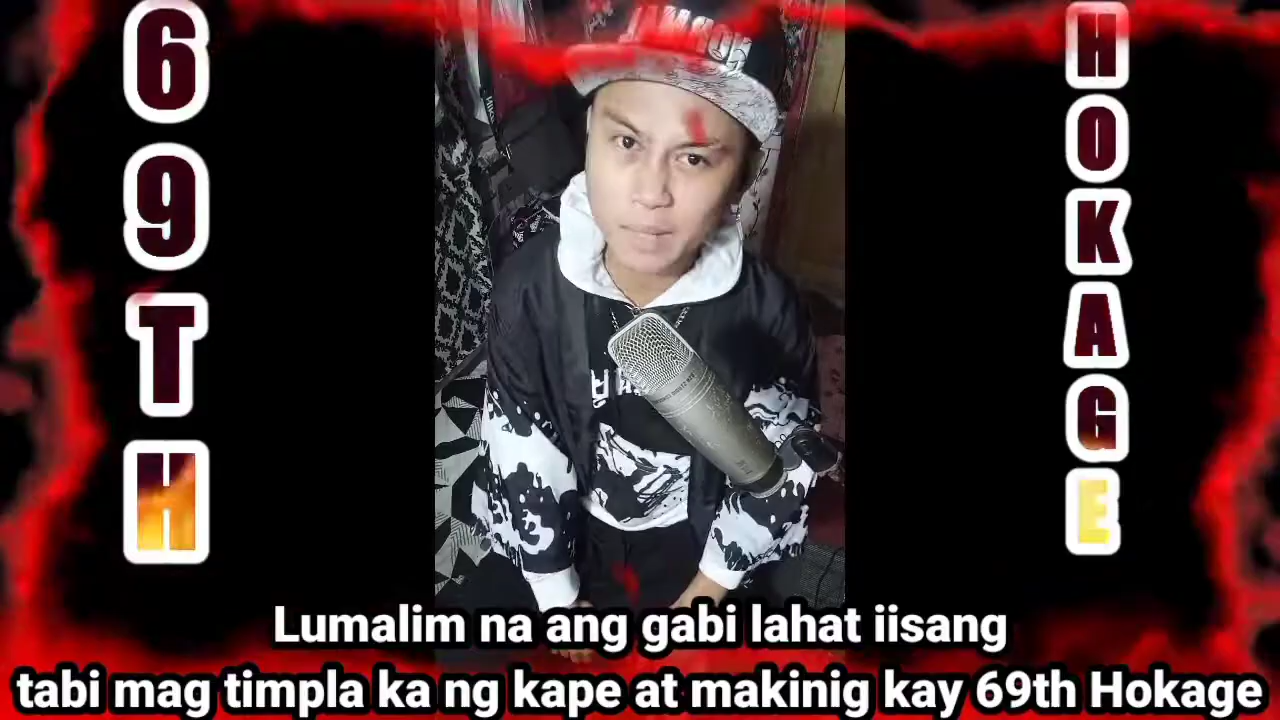 69TH
HOKAGE
Lumalim na ang gabi lahat iisang
tabi mag timpla ka ng kape at makinig kay 69th Hokage